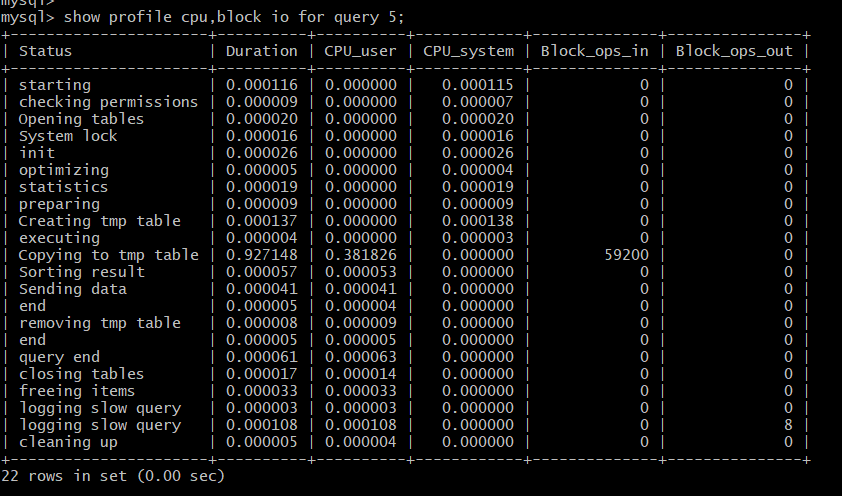 mysql>
mysql> show profile cpu,block io for query 5;
+----------------------+----------+----------+------------+--------------+---------------+
| Status               | Duration | CPU_user | CPU_system | Block_ops_in | Block_ops_out |
+----------------------+----------+----------+------------+--------------+---------------+
| starting             | 0.000116 | 0.000000 |   0.000115 |            0 |             0 |
| checking permissions | 0.000009 | 0.000000 |   0.000007 |            0 |             0 |
| Opening tables       | 0.000020 | 0.000000 |   0.000020 |            0 |             0 |
| System lock          | 0.000016 | 0.000000 |   0.000016 |            0 |             0 |
| init                 | 0.000026 | 0.000000 |   0.000026 |            0 |             0 |
| optimizing           | 0.000005 | 0.000000 |   0.000004 |            0 |             0 |
| statistics           | 0.000019 | 0.000000 |   0.000019 |            0 |             0 |
| preparing            | 0.000009 | 0.000000 |   0.000009 |            0 |             0 |
| Creating tmp table   | 0.000137 | 0.000000 |   0.000138 |            0 |             0 |
| executing            | 0.000004 | 0.000000 |   0.000003 |            0 |             0 |
| Copying to tmp table | 0.927148 | 0.381826 |   0.000000 |        59200 |             0 |
| Sorting result       | 0.000057 | 0.000053 |   0.000000 |            0 |             0 |
| Sending data         | 0.000041 | 0.000041 |   0.000000 |            0 |             0 |
| end                  | 0.000005 | 0.000004 |   0.000000 |            0 |             0 |
| removing tmp table   | 0.000008 | 0.000009 |   0.000000 |            0 |             0 |
| end                  | 0.000005 | 0.000005 |   0.000000 |            0 |             0 |
| query end            | 0.000061 | 0.000063 |   0.000000 |            0 |             0 |
| closing tables       | 0.000017 | 0.000014 |   0.000000 |            0 |             0 |
| freeing items        | 0.000033 | 0.000033 |   0.000000 |            0 |             0 |
| logging slow query   | 0.000003 | 0.000003 |   0.000000 |            0 |             0 |
| logging slow query   | 0.000108 | 0.000108 |   0.000000 |            0 |             8 |
| cleaning up          | 0.000005 | 0.000004 |   0.000000 |            0 |             0 |
+----------------------+----------+----------+------------+--------------+---------------+
22 rows in set (0.00 sec)